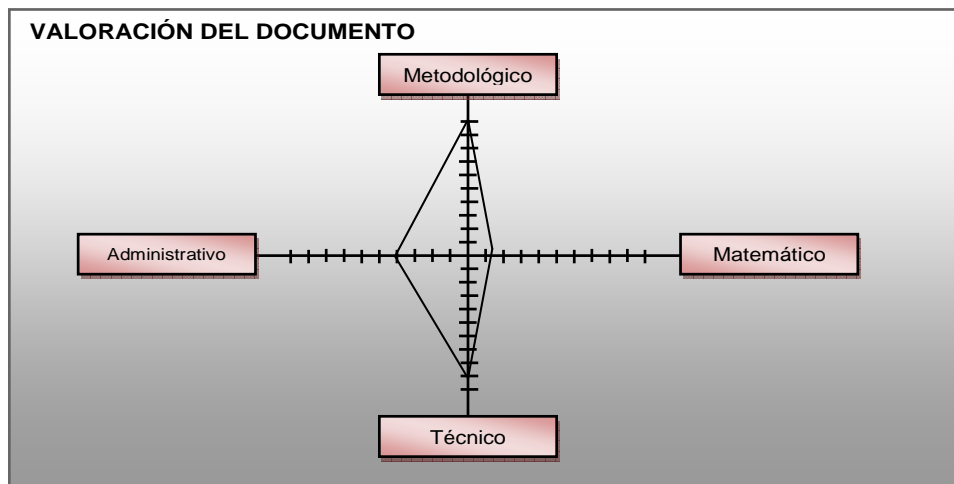 VALORACIÓN DEL DOCUMENTO
Metodológico
Administrativo
Matemático
Técnico